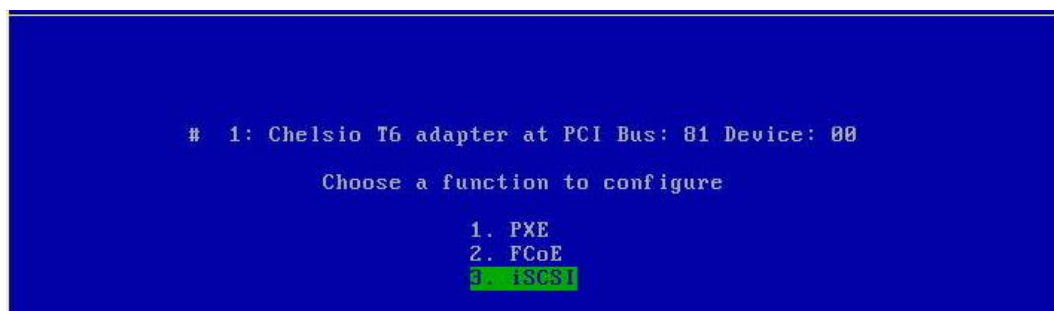 # 1: Chelsio T6 adapter at PCI Bus: 81 Device: 00
Choose a function to configure
1. PXE
2. FCoE
3. iSCSI